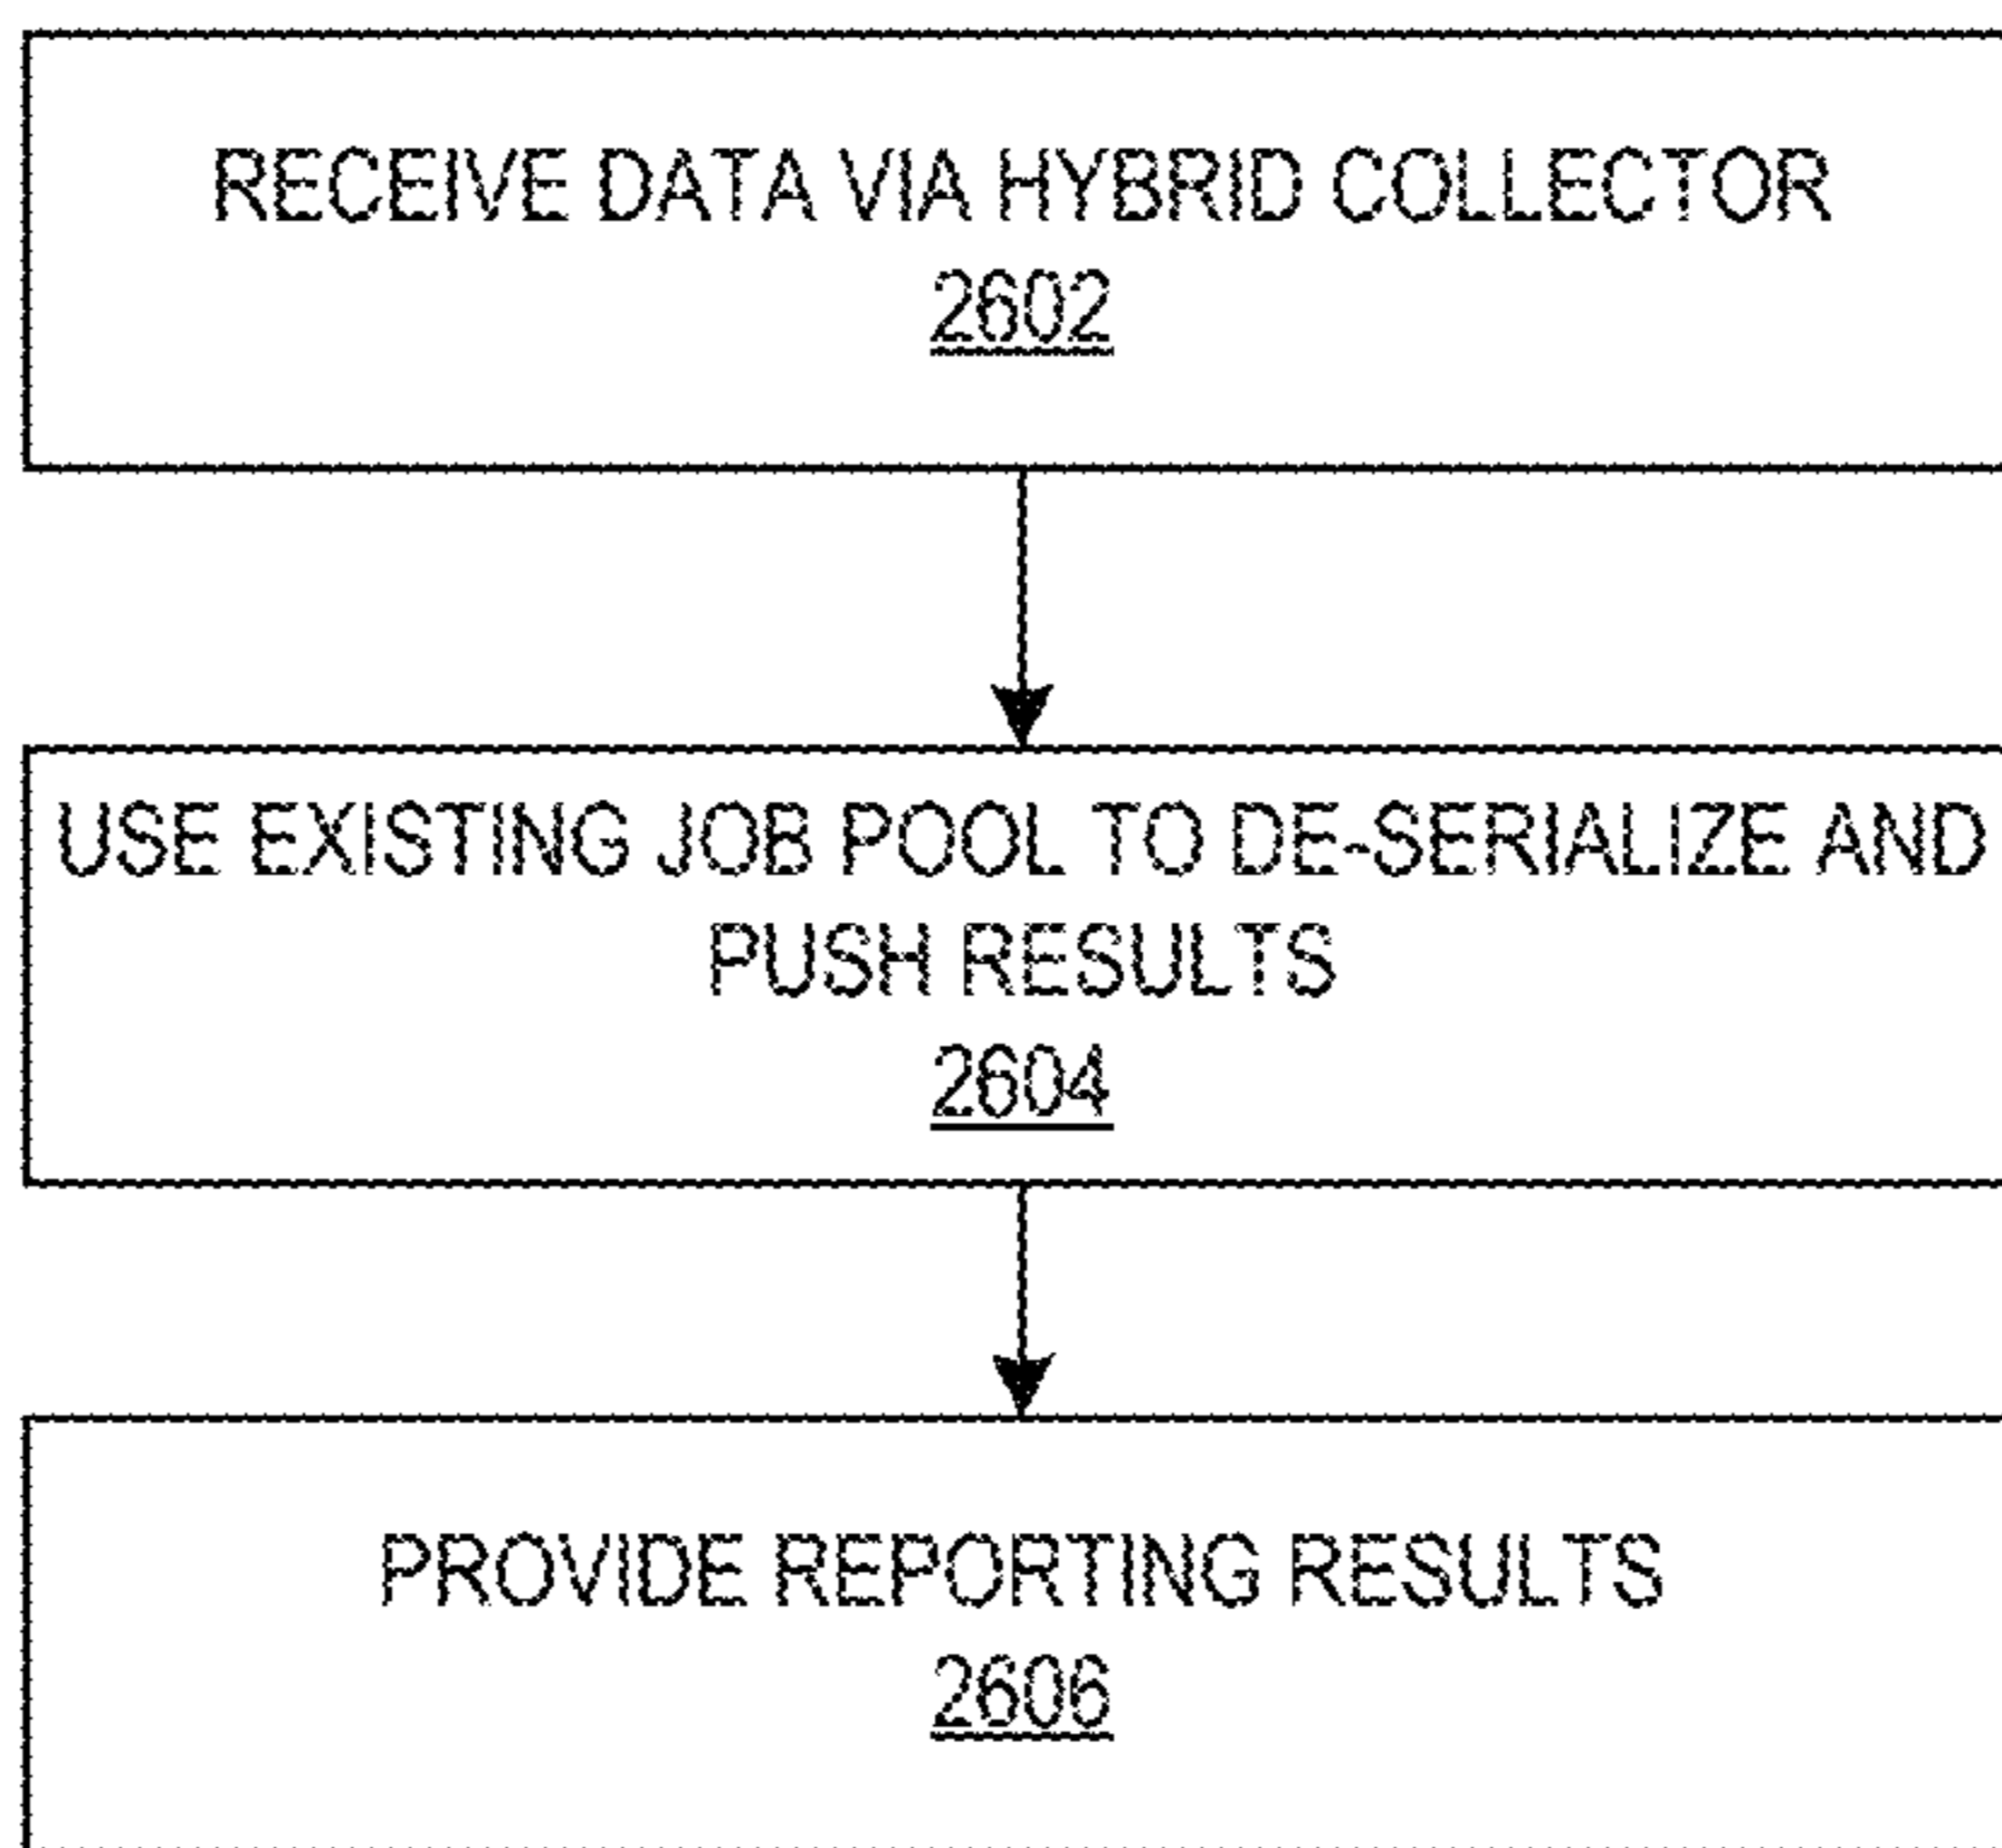 RECEIVE DATA VIA HYBRID COLLECTOR
2602
USE EXISTING JOB POOL TO DE-SERIALIZE AND
PUSH RESULTS
2604
PROVIDE REPORTING RESULTS
2606